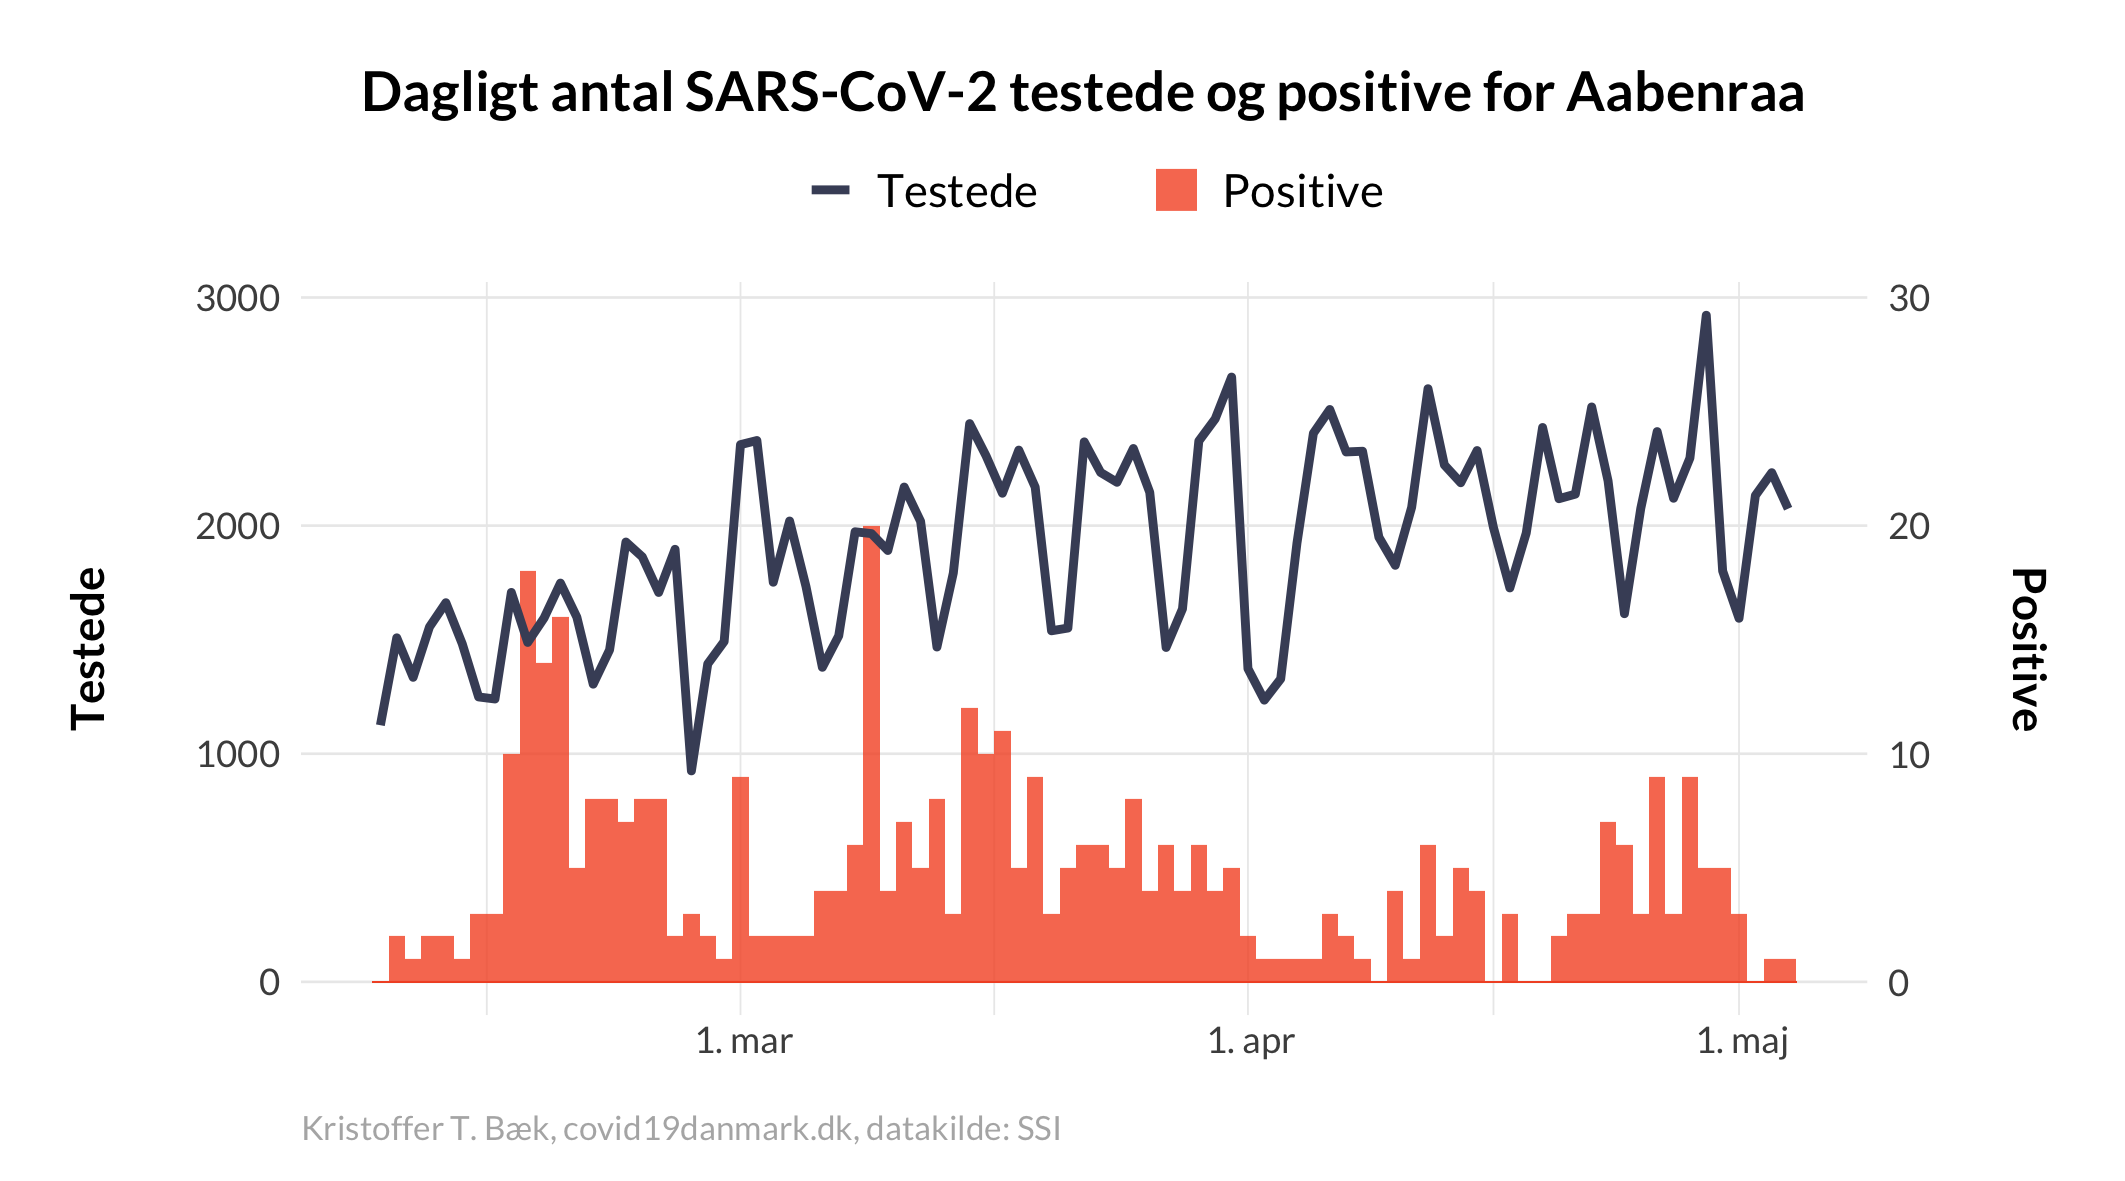 Dagligt antal SARS-CoV-2 testede og positive for Aabenraa
Testede
Positive
3000
2000
1000
0
Testede
30
20
10
0
Positive
1. mar
1. apr
1. maj
Kristoffer T. Bæk, covid19danmark.dk, datakilde: SSI